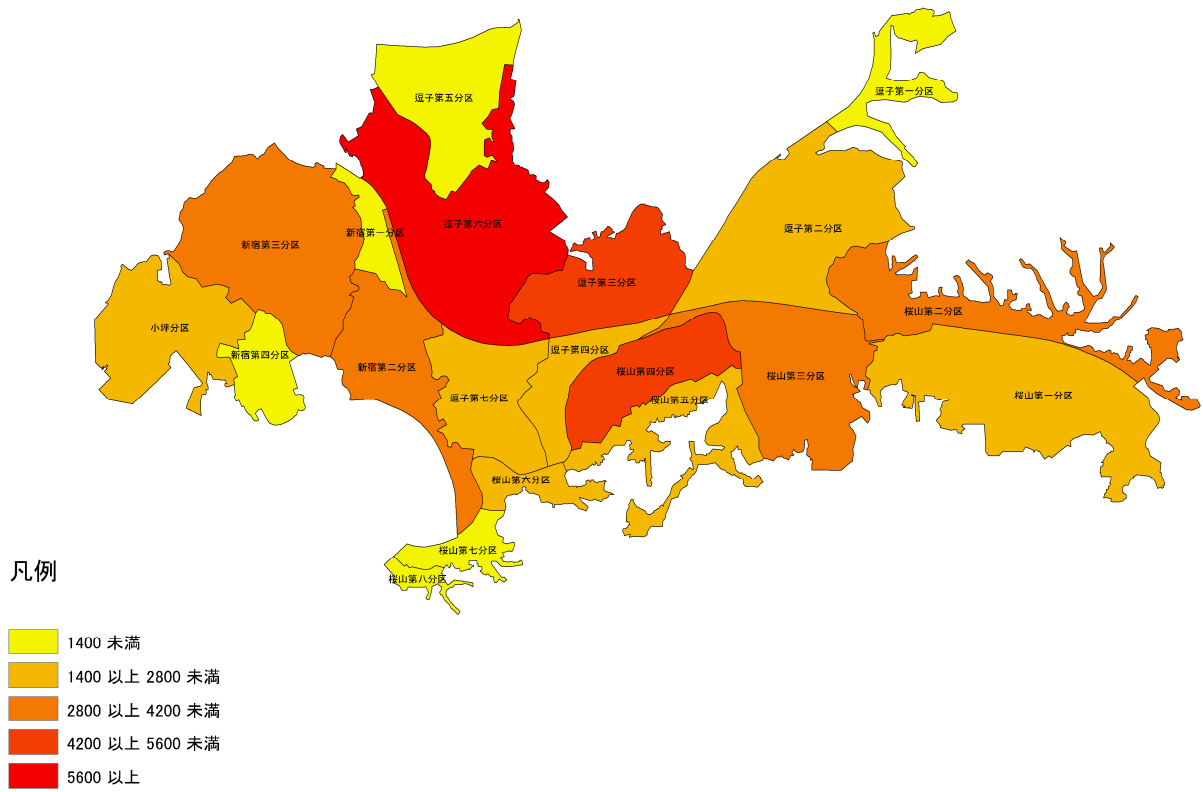 逗子第五分区
逗子第一分区
逗子第六分区
逗子第二分区
新宿第一分区
新宿第三分区
逗子第三分区
桜山第二分区
小坪分区
逗子第四分区
新宿第四分区
新宿第二分区
桜山第四分区
桜山第三分区
逗子第七分区
桜山第五分区
桜山第一分区
桜山第六分区
桜山第七分区
桜山第八分区
凡例
1400 未満
1400 以上 2800 未満
2800 以上 4200 未満
4200 以上 5600 未満
5600 以上